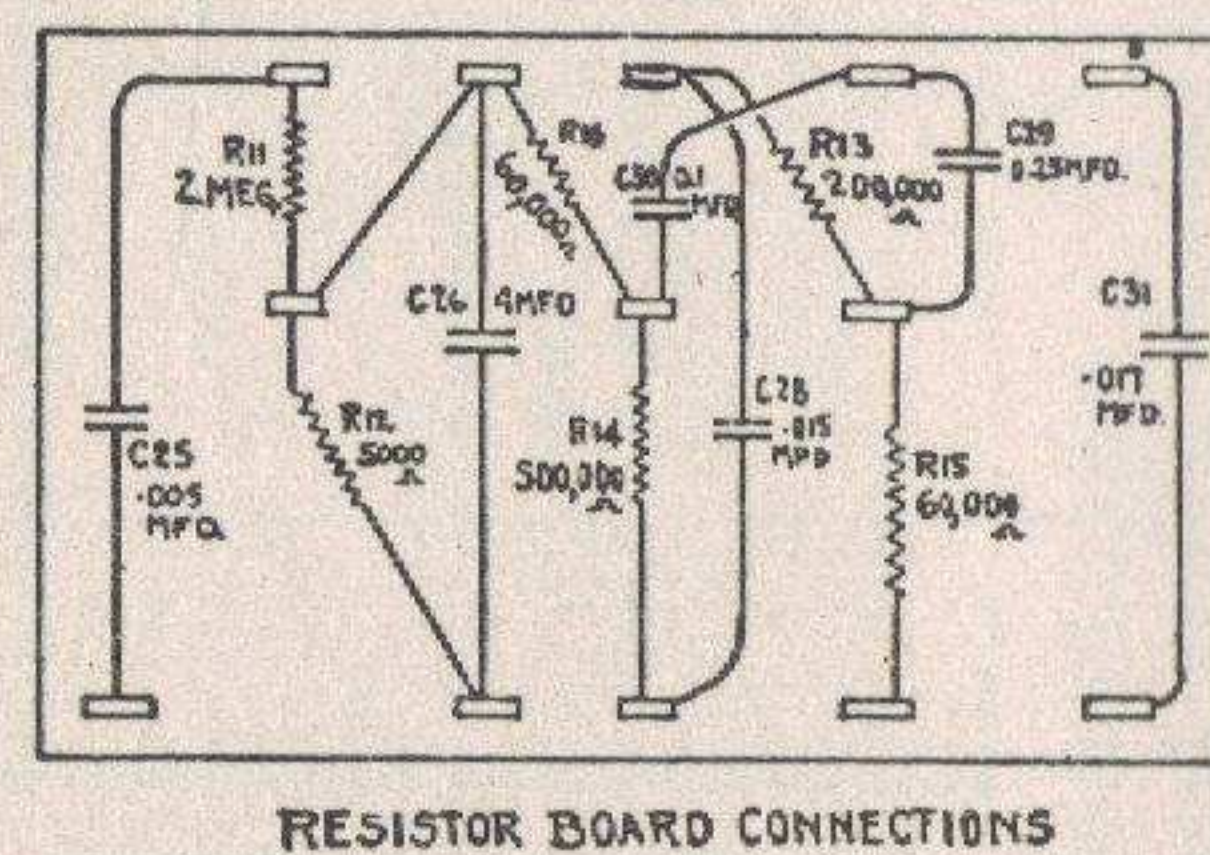 R11
2 MEG
R16
60,000Ω
C30 0.1
MFD
R13
200,000
Ω
C29
0.25 MFD.
C26 4 MFD
C31
.017
MFD.
R12
5000
Ω
C25
.005
MFD
R14
500,000
Ω
C28
.015
MFD
R15
60,000
Ω
RESISTOR BOARD CONNECTIONS